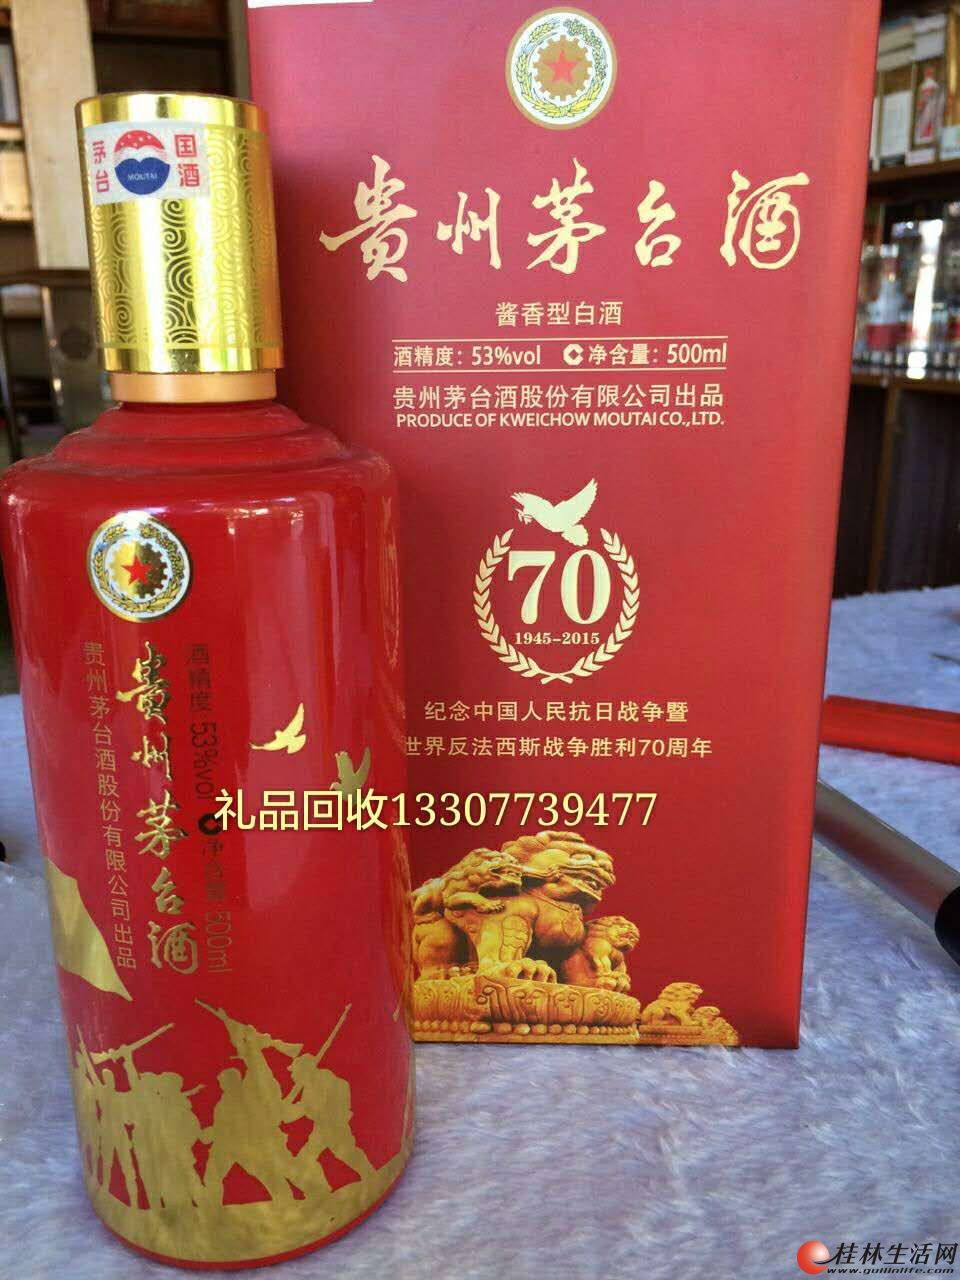 国酒
茅台
MOUTAI
贵州茅台酒
酱香型白酒
酒精度：53%vol C 净含量：500ml
贵州茅台酒股份有限公司出品
PRODUCE OF KWEICHOW MOUTAI CO.,LTD.
70
1945-2015
纪念中国人民抗日战争暨
世界反法西斯战争胜利70周年
酒精度 53%vol C 净含量 500ml
贵州茅台酒
贵州茅台酒股份有限公司出品
礼品回收13307739477
桂林生活网
www.guilinlife.com